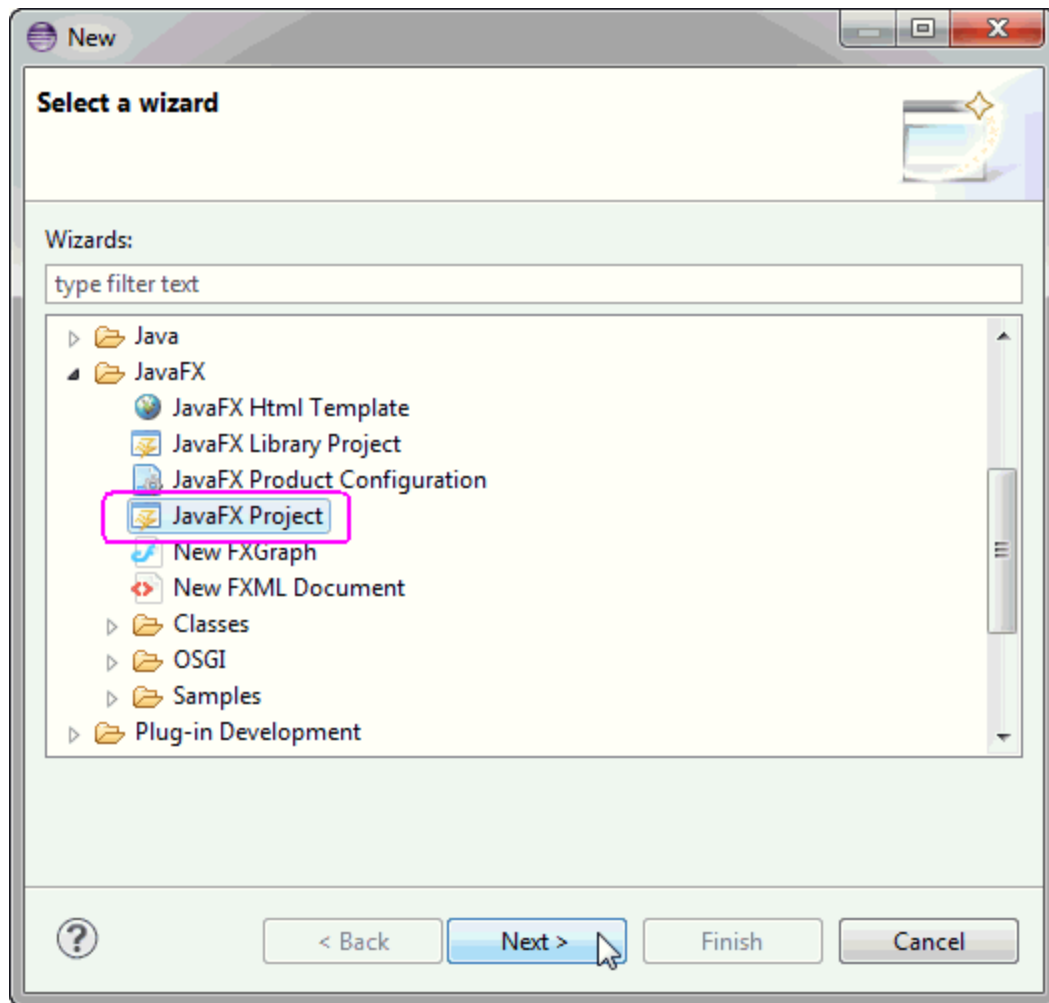 New
Select a wizard
Wizards:
type filter text
Java
JavaFX
JavaFX Html Template
JavaFX Library Project
JavaFX Product Configuration
JavaFX Project
New FXGraph
New FXML Document
Classes
OSGI
Samples
Plug-in Development
? < Back Next > Finish Cancel